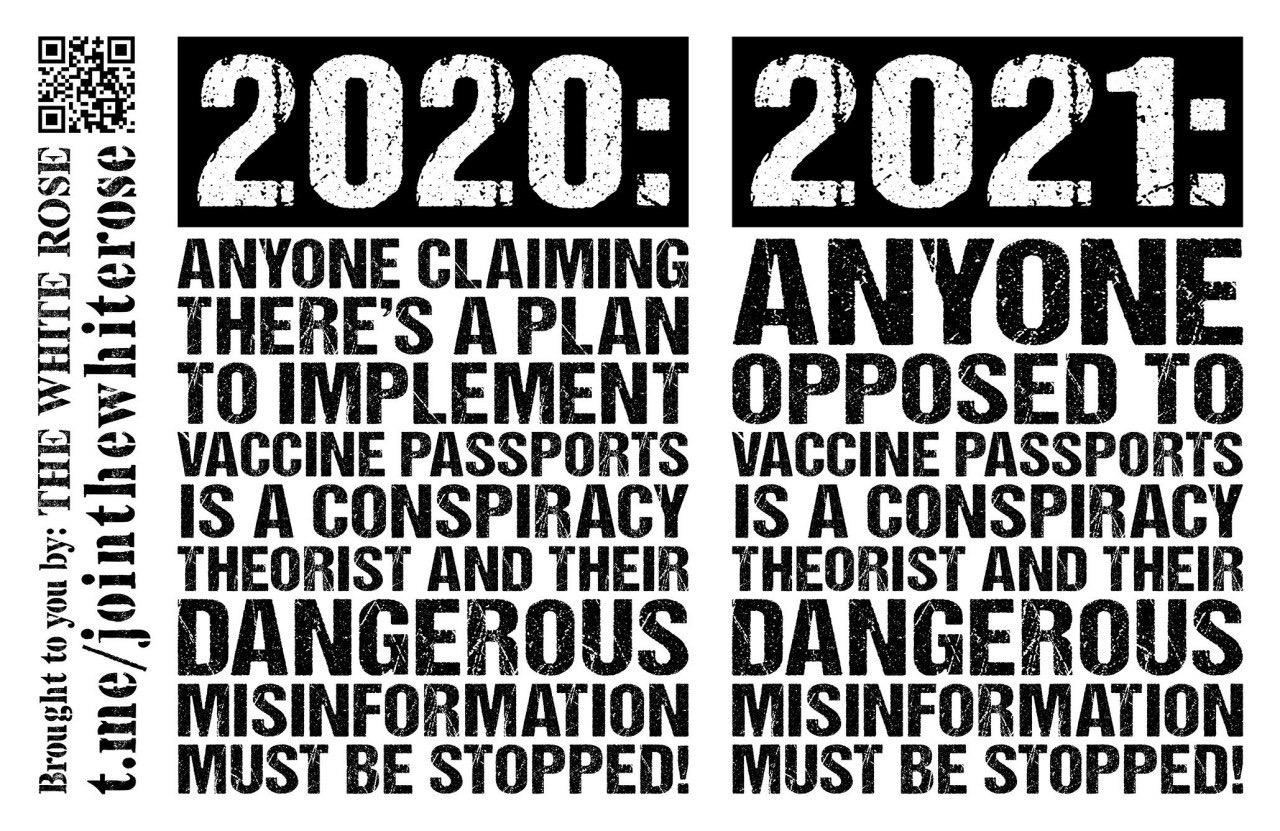 Brought to you by: THE WHITE ROSE
t.me/jointhewhiterose
2020:
ANYONE CLAIMING
THERE'S A PLAN
TO IMPLEMENT
VACCINE PASSPORTS
IS A CONSPIRACY
THEORIST AND THEIR
DANGEROUS
MISINFORMATION
MUST BE STOPPED!
2021:
ANYONE
OPPOSED TO
VACCINE PASSPORTS
IS A CONSPIRACY
THEORIST AND THEIR
DANGEROUS
MISINFORMATION
MUST BE STOPPED!